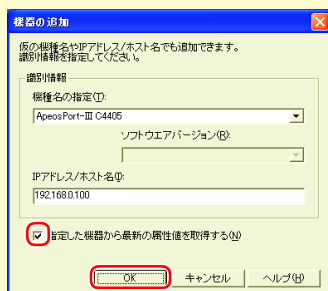 機器の追加
仮の機種名やIPアドレス/ホスト名でも追加できます。
識別情報を指定してください。
識別情報
機種名の指定(T):
ApeosPort-III C4405
ソフトウエアバージョン(R):
IPアドレス/ホスト名(I):
192.168.0.100
指定した機器から最新の属性値を取得する(N)
OK
キャンセル
ヘルプ(H)